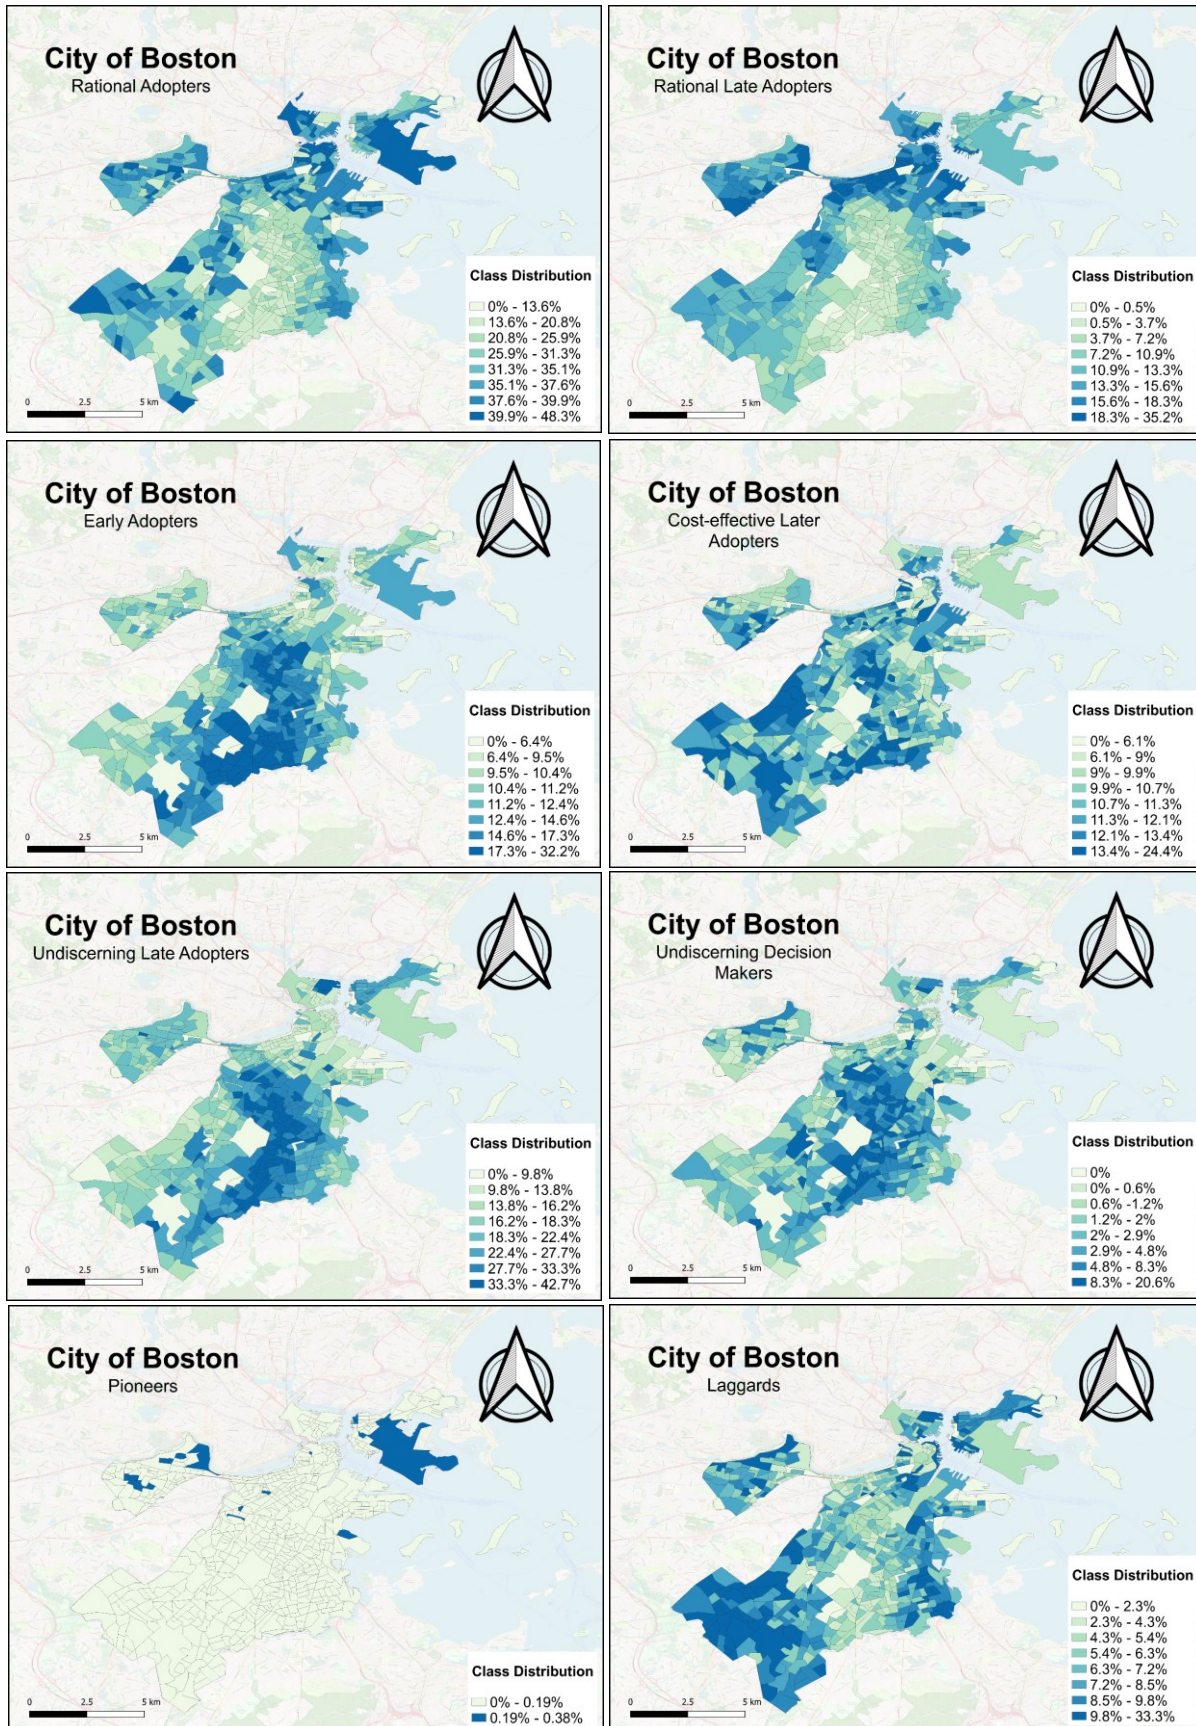 City of Boston
Rational Adopters
Class Distribution
0% - 13.6%
13.6% - 20.8%
20.8% - 25.9%
25.9% - 31.3%
31.3% - 35.1%
35.1% - 37.6%
37.6% - 39.9%
39.9% - 48.3%
0 2.5 5 km
City of Boston
Rational Late Adopters
Class Distribution
0% - 0.5%
0.5% - 3.7%
3.7% - 7.2%
7.2% - 10.9%
10.9% - 13.3%
13.3% - 15.6%
15.6% - 18.3%
18.3% - 35.2%
0 2.5 5 km
City of Boston
Early Adopters
Class Distribution
0% - 6.4%
6.4% - 9.5%
9.5% - 10.4%
10.4% - 11.2%
11.2% - 12.4%
12.4% - 14.6%
14.6% - 17.3%
17.3% - 32.2%
0 2.5 5 km
City of Boston
Cost-effective Later
Adopters
Class Distribution
0% - 6.1%
6.1% - 9%
9% - 9.9%
9.9% - 10.7%
10.7% - 11.3%
11.3% - 12.1%
12.1% - 13.4%
13.4% - 24.4%
0 2.5 5 km
City of Boston
Undiscerning Late Adopters
Class Distribution
0% - 9.8%
9.8% - 13.8%
13.8% - 16.2%
16.2% - 18.3%
18.3% - 22.4%
22.4% - 27.7%
27.7% - 33.3%
33.3% - 42.7%
0 2.5 5 km
City of Boston
Undiscerning Decision
Makers
Class Distribution
0%
0% - 0.6%
0.6% -1.2%
1.2% - 2%
2% - 2.9%
2.9% - 4.8%
4.8% - 8.3%
8.3% - 20.6%
0 2.5 5 km
City of Boston
Pioneers
Class Distribution
0% - 0.19%
0.19% - 0.38%
0 2.5 5 km
City of Boston
Laggards
Class Distribution
0% - 2.3%
2.3% - 4.3%
4.3% - 5.4%
5.4% - 6.3%
6.3% - 7.2%
7.2% - 8.5%
8.5% - 9.8%
9.8% - 33.3%
0 2.5 5 km